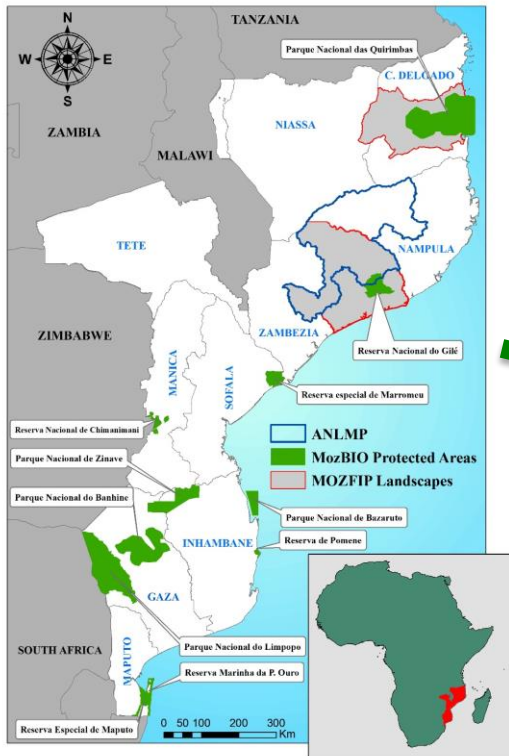 TANZANIA
Parque Nacional das Quirimbas
C. DELGADO
N
W
E
S
NIASSA
ZAMBIA
MALAWI
TETE
NAMPULA
ZAMBEZIA
ZIMBABWE
MANICA
SOFALA
Reserva Nacional do Gilé
Reserva especial de Marromeu
Reserva Nacional de Chimanimani
ANLMP
MozBIO Protected Areas
MOZFIP Landscapes
Parque Nacional de Zinave
Parque Nacional do Banhine
Parque Nacional de Bazaruto
INHAMBANE
Reserva de Pomene
GAZA
Parque Nacional do Limpopo
SOUTH AFRICA
MAPUTO
Reserva Marinha da P. Ouro
Reserva Especial de Maputo
0 50 100 200 300
Km